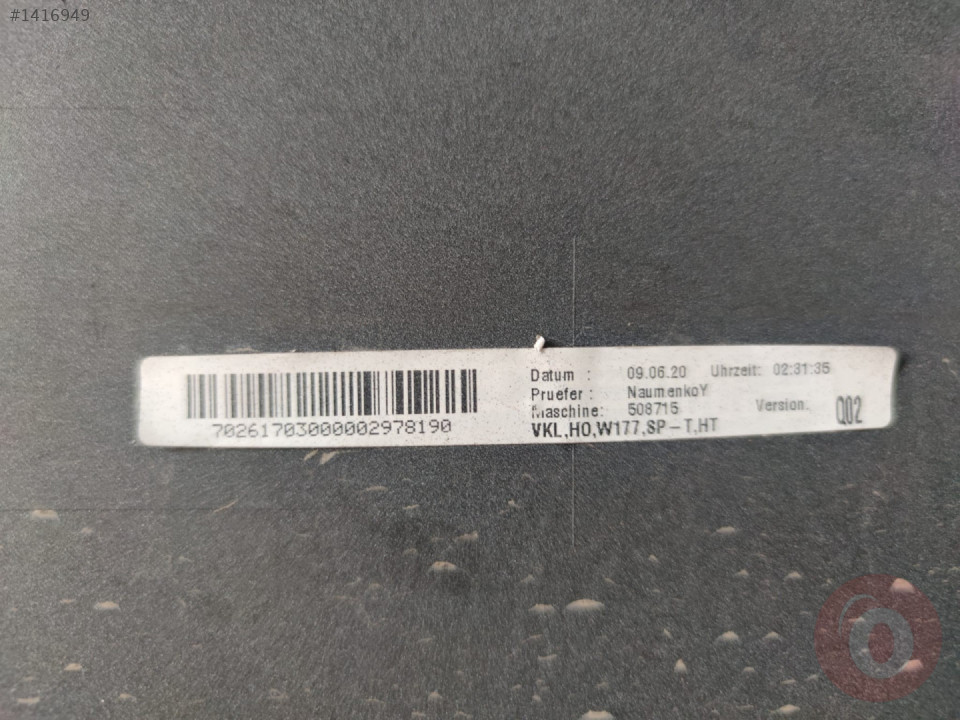 #1416949
Datum : 09.06.20 Uhrzeit: 02:31:35
Pruefer : NaumenkoY
Maschine: 508715 Version. Q02
VKL,HO,W177,SP-T,HT
702617030000002978190